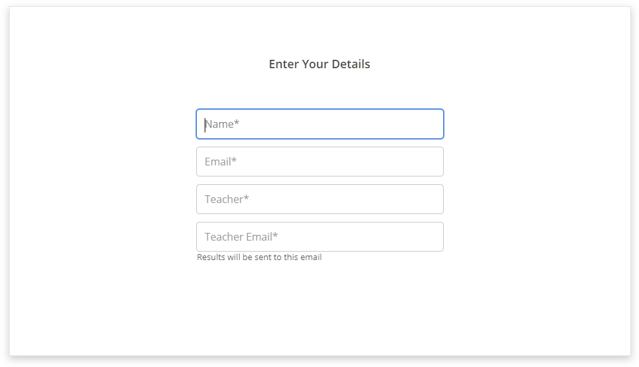 Enter Your Details
Name*
Email*
Teacher*
Teacher Email*
Results will be sent to this email